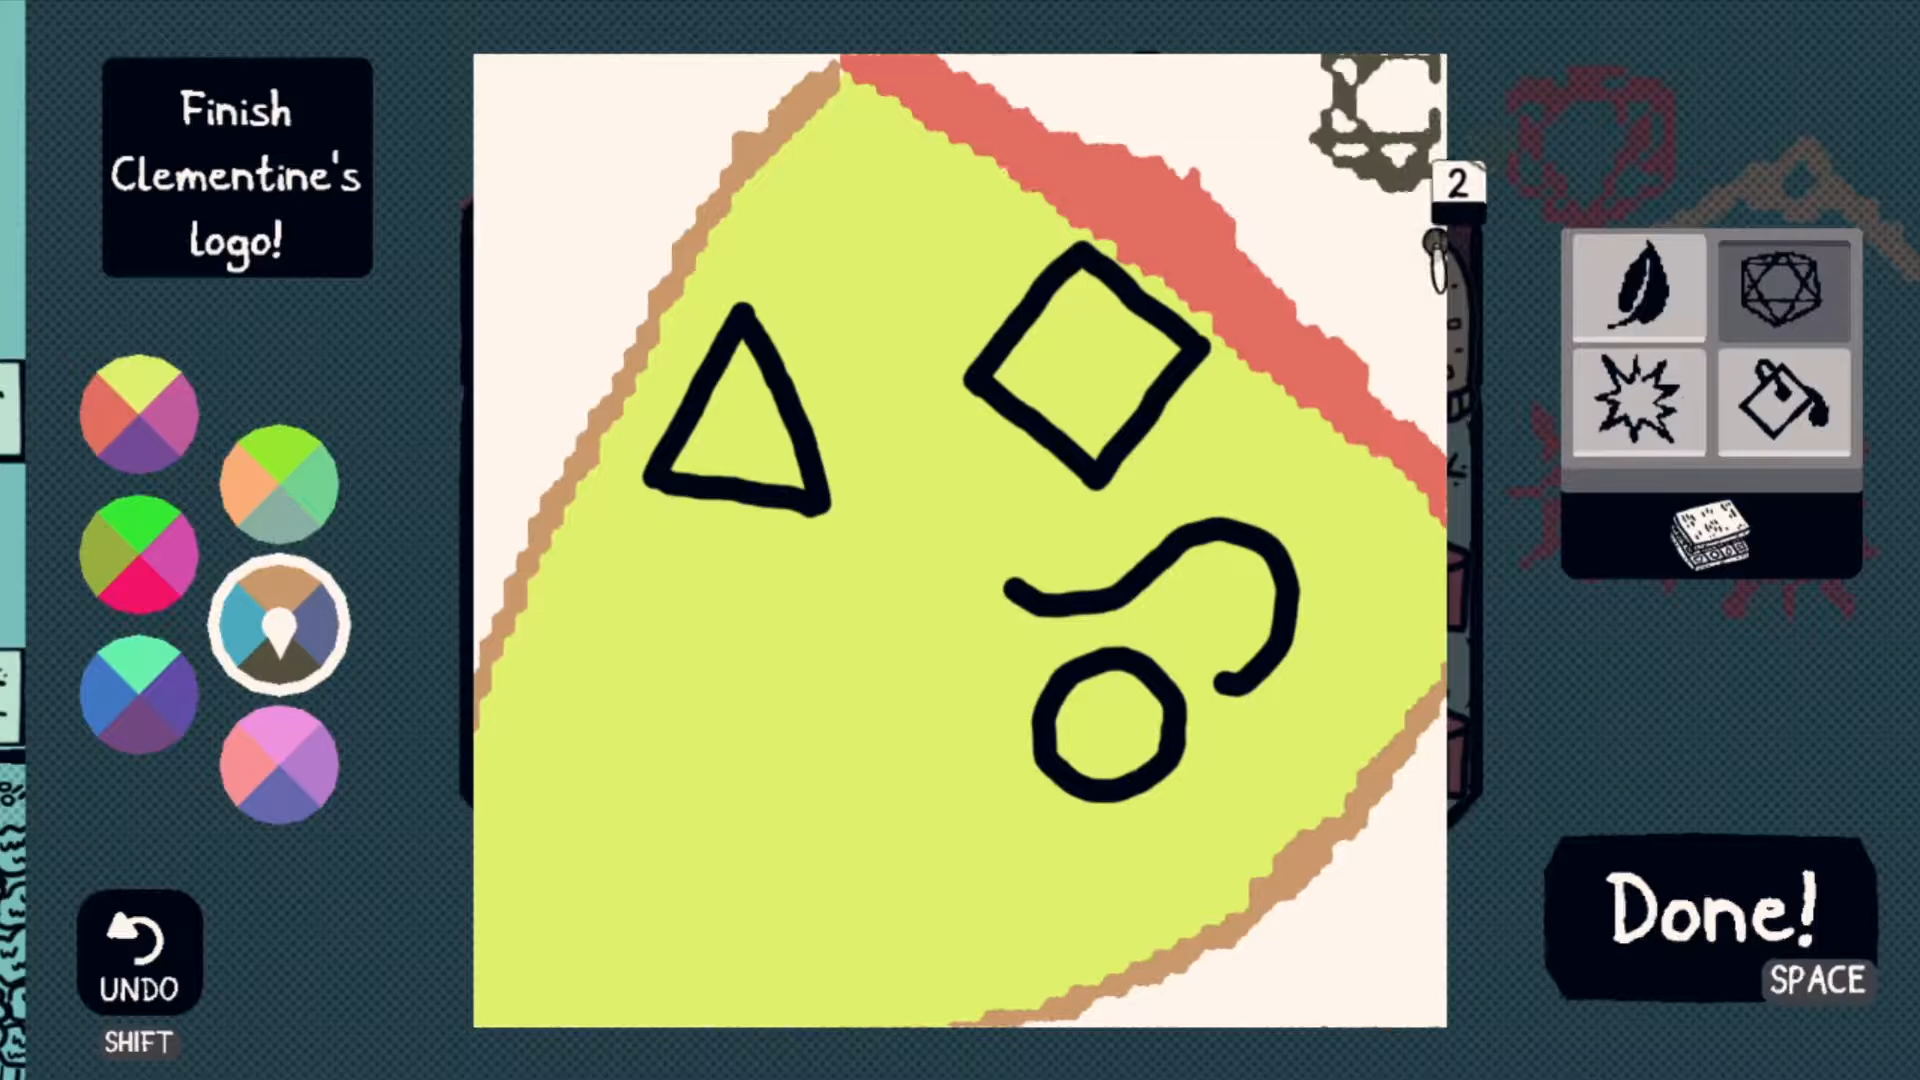 Finish
Clementine's
logo!
2
UNDO
SHIFT
Done!
SPACE